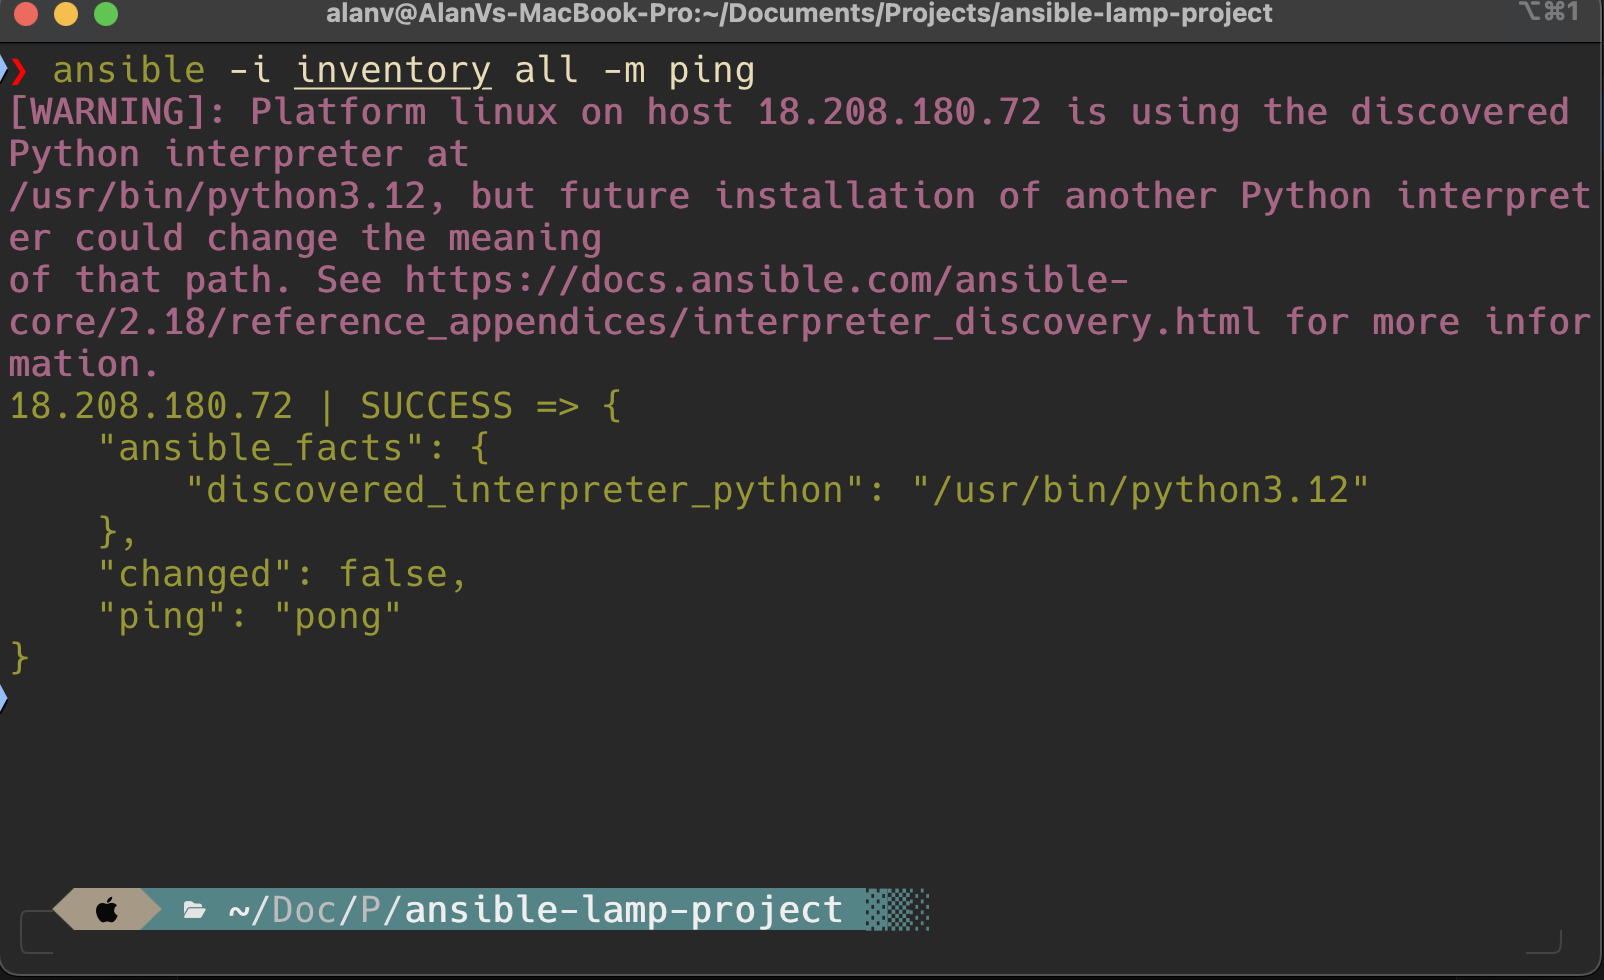 alanv@AlanVs-MacBook-Pro:~/Documents/Projects/ansible-lamp-project ⌥⌘1
❯ ansible -i inventory all -m ping
[WARNING]: Platform linux on host 18.208.180.72 is using the discovered
Python interpreter at
/usr/bin/python3.12, but future installation of another Python interpret
er could change the meaning
of that path. See https://docs.ansible.com/ansible-
core/2.18/reference_appendices/interpreter_discovery.html for more infor
mation.
18.208.180.72 | SUCCESS => {
    "ansible_facts": {
        "discovered_interpreter_python": "/usr/bin/python3.12"
    },
    "changed": false,
    "ping": "pong"
}
~/Doc/P/ansible-lamp-project